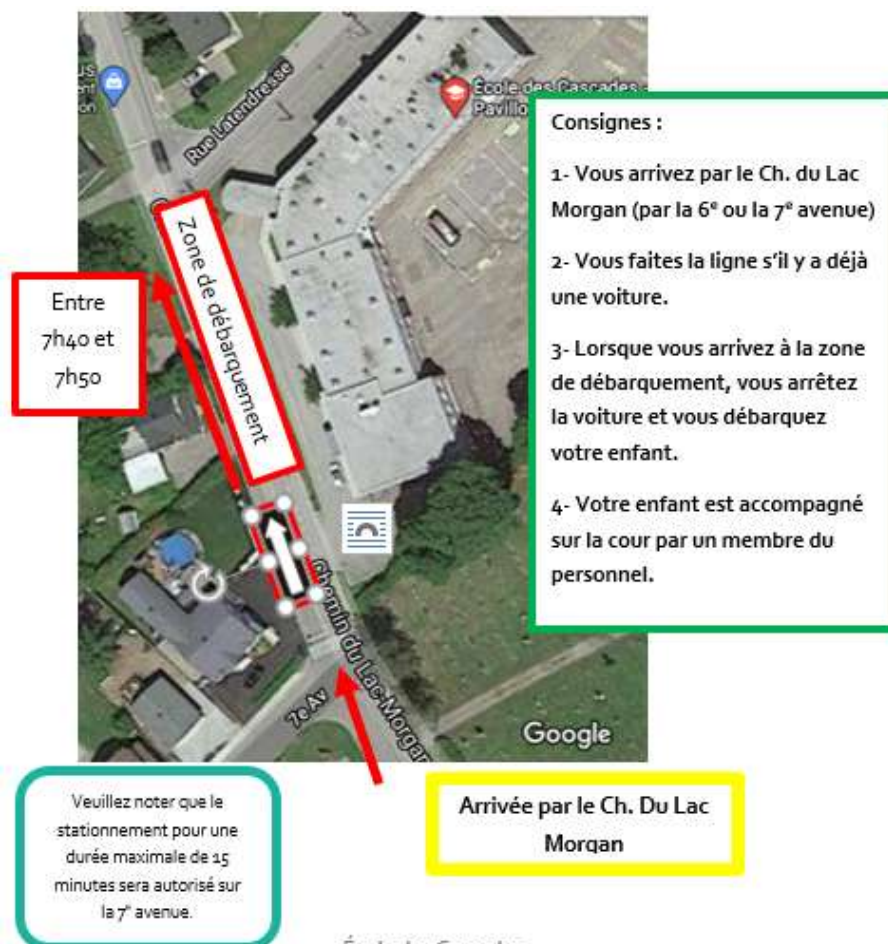 US
ent
on
Rue Latendresse
École des Cascades -
Pavillo
Zone de débarquement
Entre
7h40 et
7h50
Consignes :
1- Vous arrivez par le Ch. du Lac
Morgan (par la 6e ou la 7e avenue)
2- Vous faites la ligne s'il y a déjà
une voiture.
3- Lorsque vous arrivez à la zone
de débarquement, vous arrêtez
la voiture et vous débarquez
votre enfant.
4- Votre enfant est accompagné
sur la cour par un membre du
personnel.
Chemin du Lac-Morgan
7e Av
Google
Veuillez noter que le
stationnement pour une
durée maximale de 15
minutes sera autorisé sur
la 7e avenue.
Arrivée par le Ch. Du Lac
Morgan